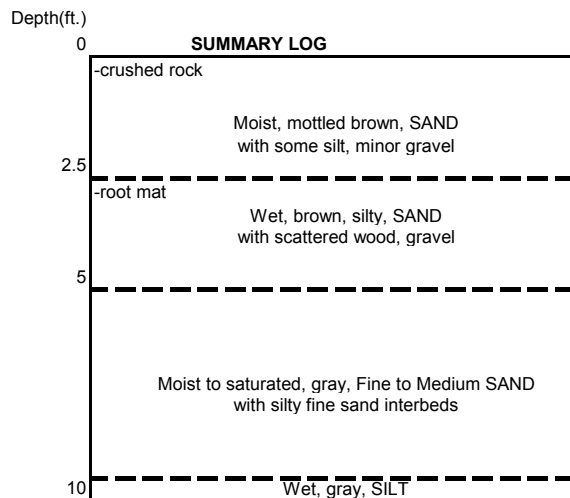 Depth(ft.)
0
SUMMARY LOG
-crushed rock
Moist, mottled brown, SAND
with some silt, minor gravel
2.5
-root mat
Wet, brown, silty, SAND
with scattered wood, gravel
5
Moist to saturated, gray, Fine to Medium SAND
with silty fine sand interbeds
10
Wet, gray, SILT